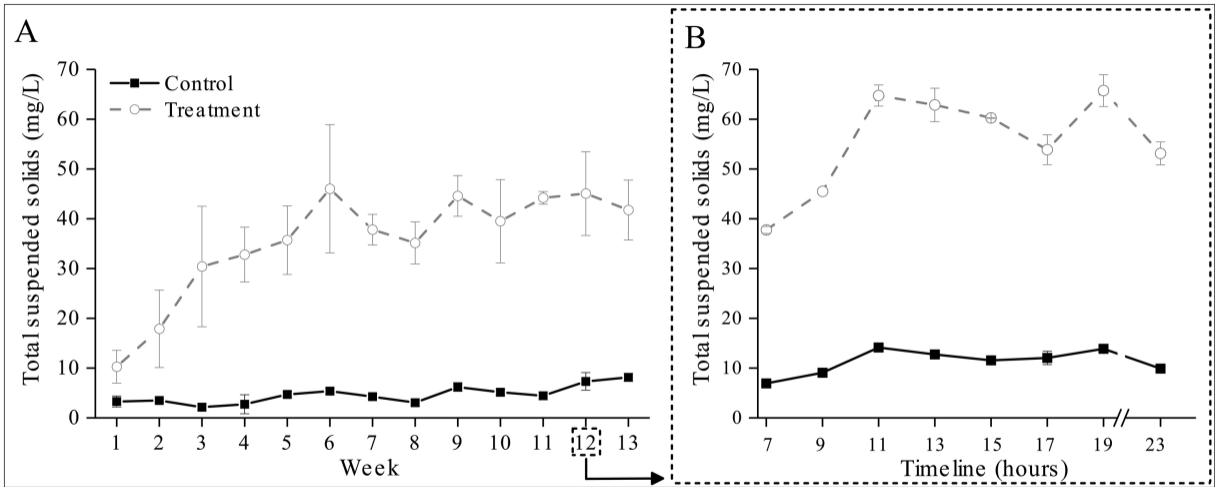 A
Total suspended solids (mg/L)
70
60
50
40
30
20
10
0
Control
Treatment
1 2 3 4 5 6 7 8 9 10 11 12 13
Week
B
Total suspended solids (mg/L)
70
60
50
40
30
20
10
0
7 9 11 13 15 17 19 23
Timeline (hours)